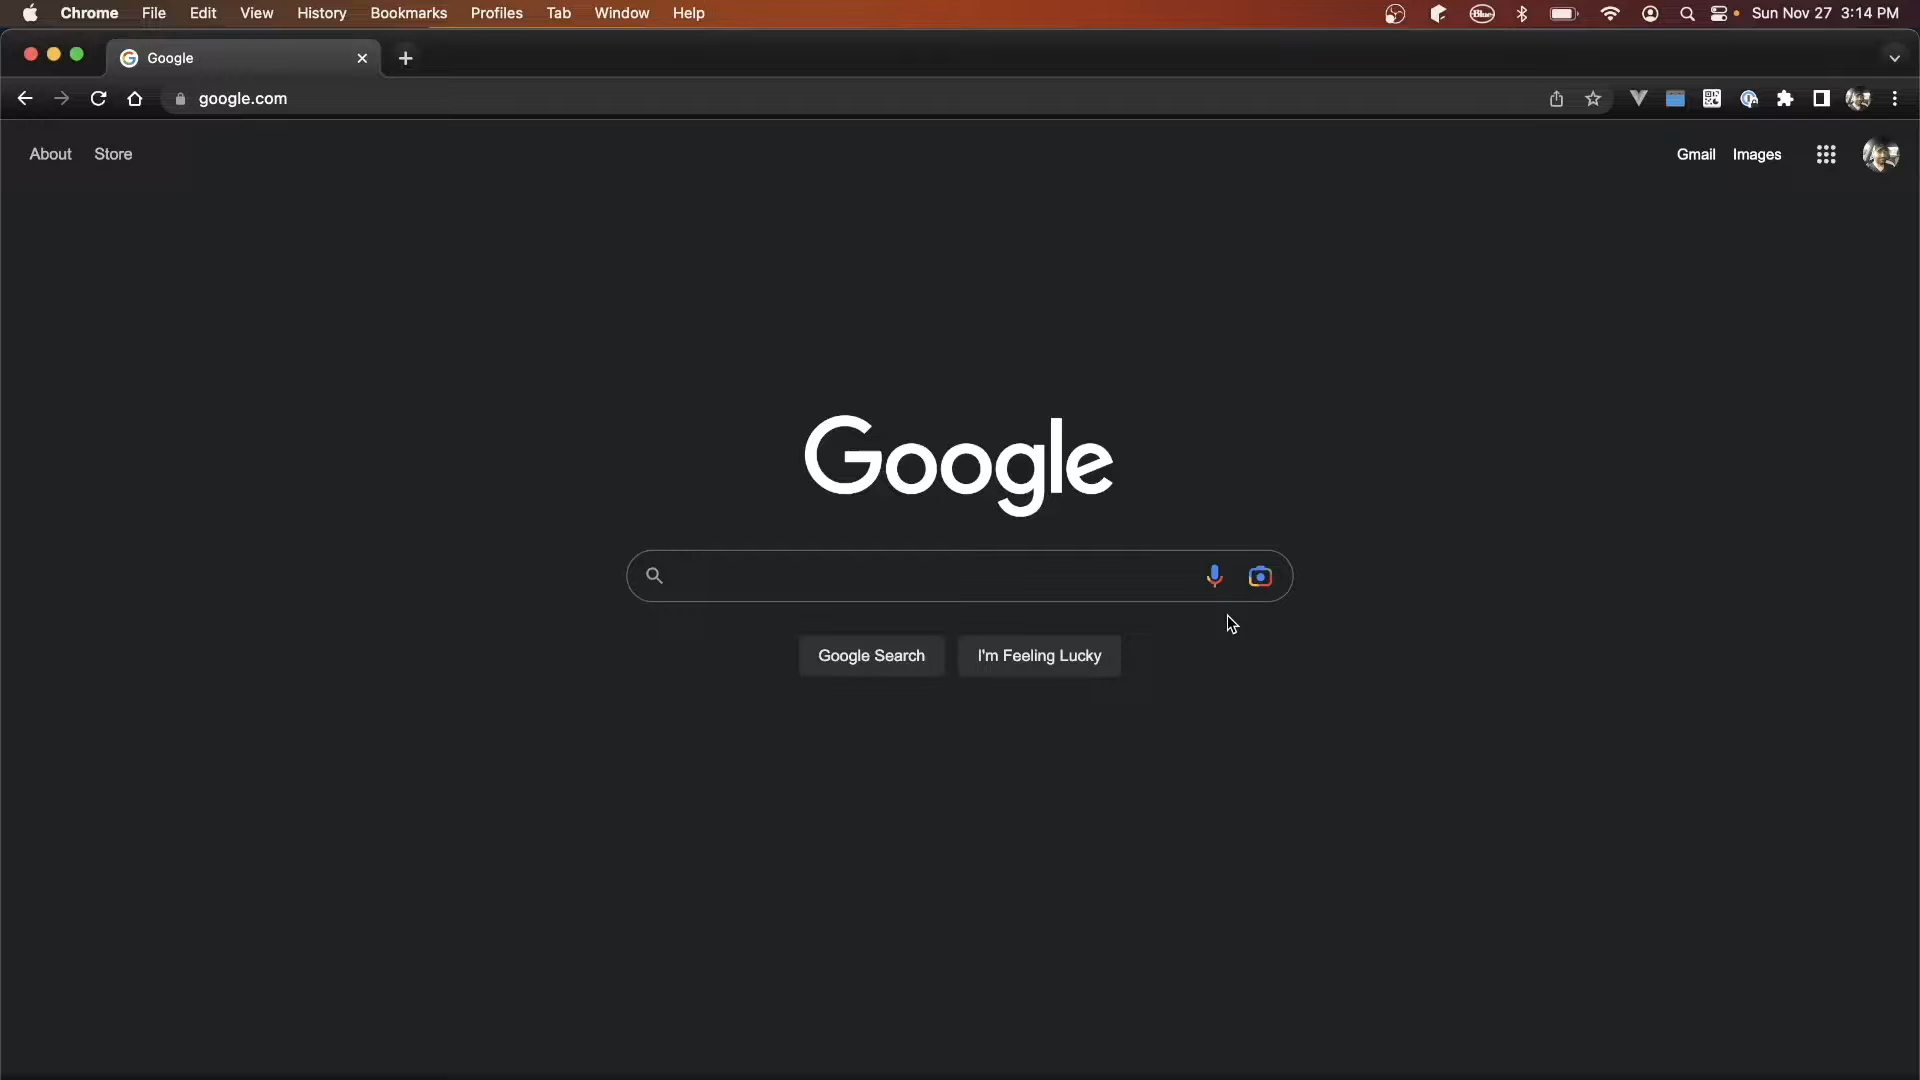 Chrome File Edit View History Bookmarks Profiles Tab Window Help Blue Sun Nov 27 3:14 PM
Google
google.com
About Store Gmail Images
Google
Google Search I'm Feeling Lucky